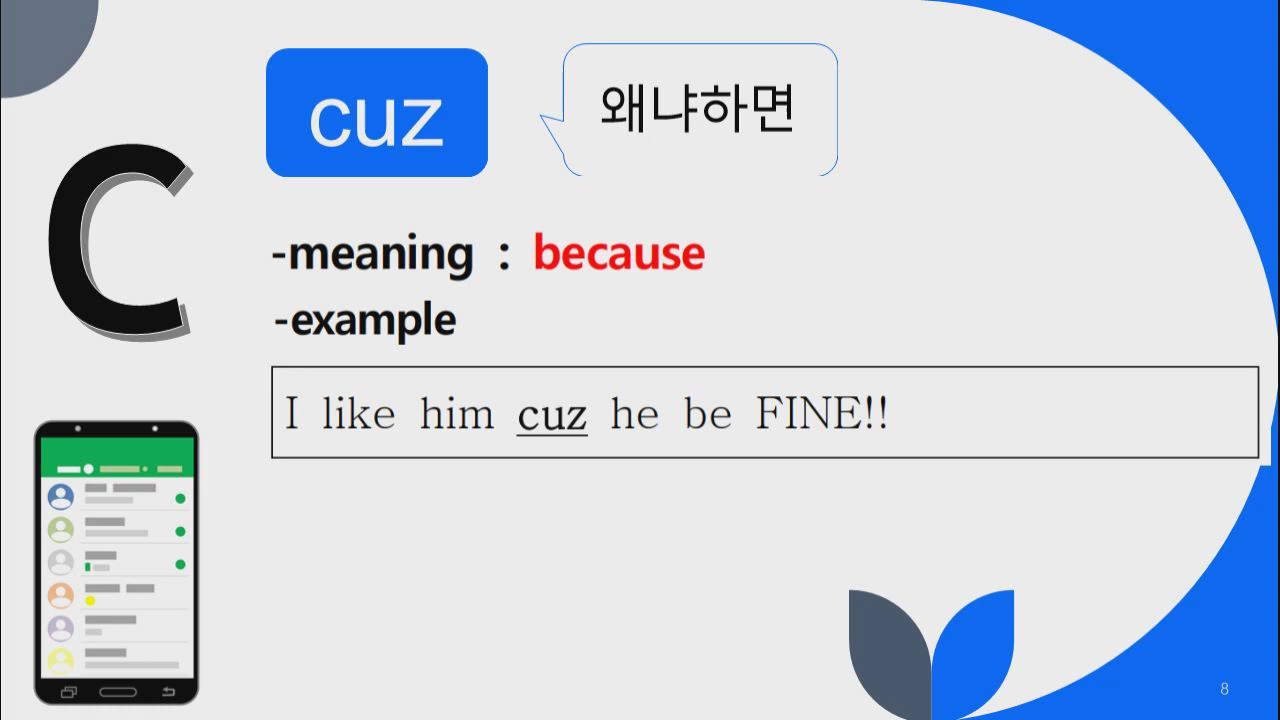 cuz
왜냐하면
C
-meaning : because
-example
I like him cuz he be FINE!!
8